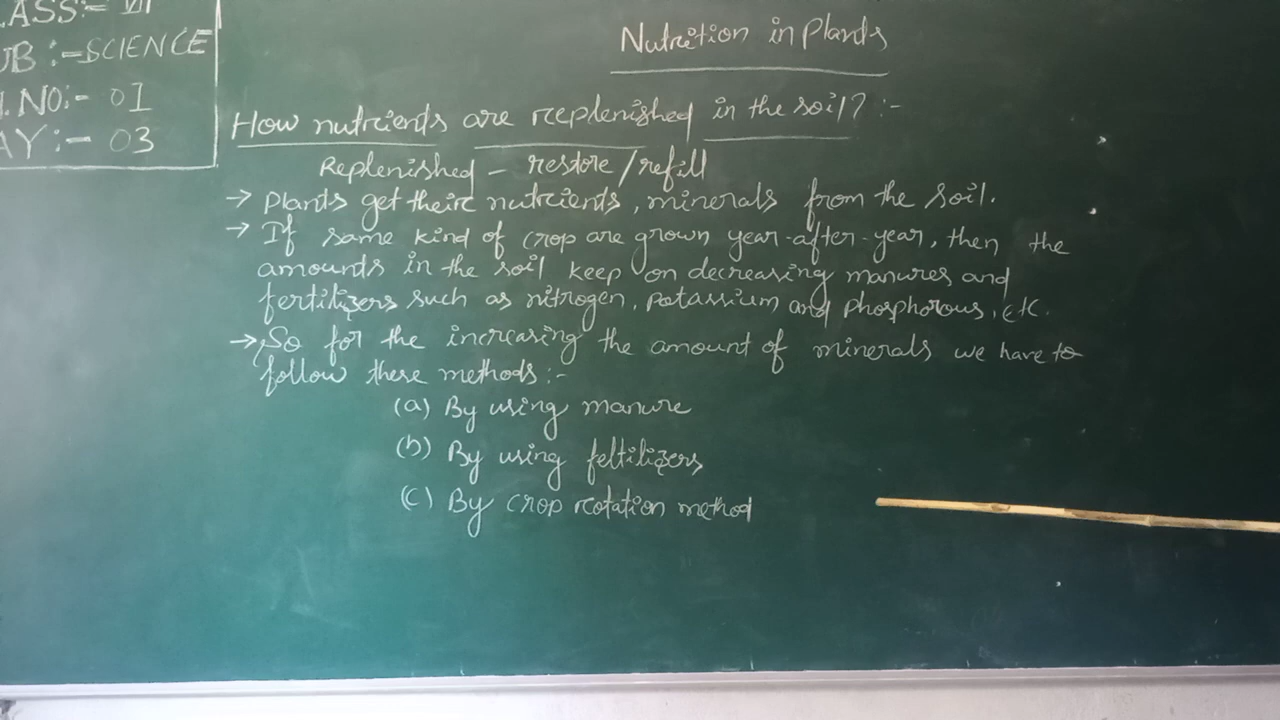 LASS:- VII
UB :- SCIENCE
H.NO:- 01
AY :- 03
Nutrition in Plants
How nutrients are replenished in the soil? :-
Replenished - restore / refill
→ Plants get their nutrients, minerals from the soil.
→ If same kind of crop are grown year-after-year, then the
amounts in the soil keep on decreasing manures and
fertilizers such as nitrogen, potassium and phosphorous, etc.
→ So for the increasing the amount of minerals we have to
follow these methods :-
(a) By using manure
(b) By using feltilizers
(c) By crop rotation method